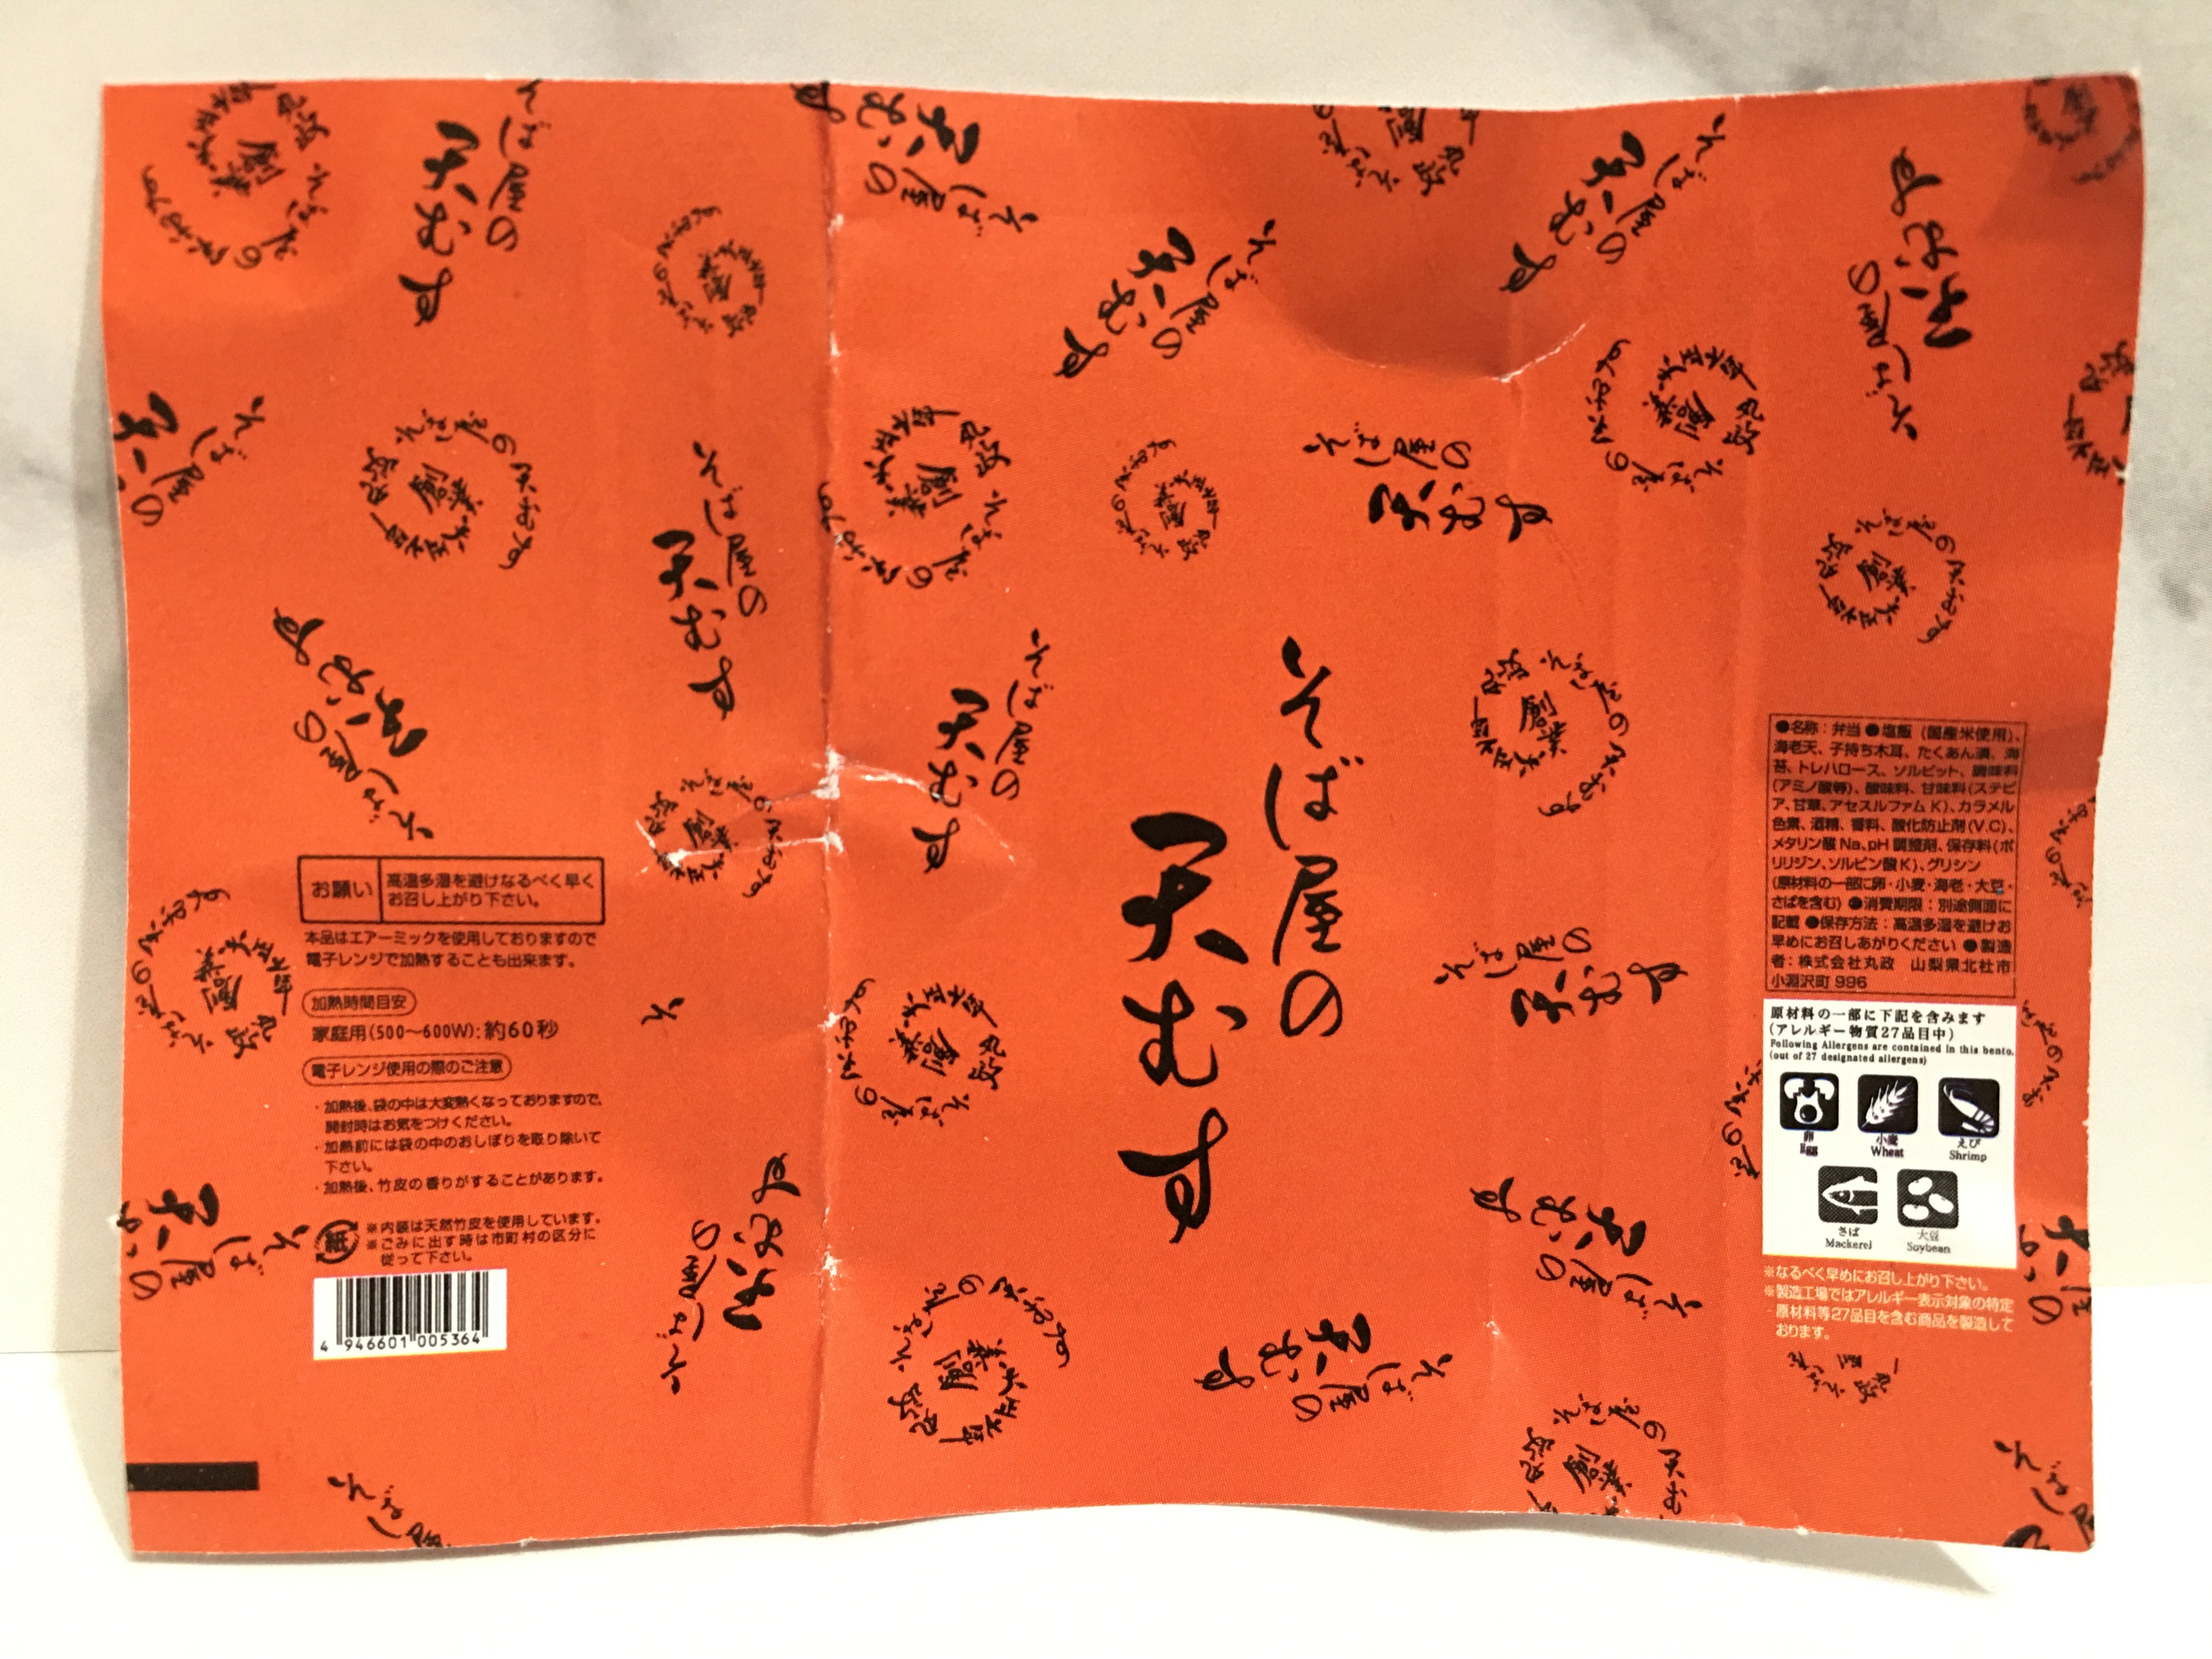 そば屋の
天むす
お願い
高温多湿を避けなるべく早く
お召し上がり下さい。
本品はエアーミックを使用しておりますので
電子レンジで加熱することも出来ます。
加熱時間目安
家庭用(500〜600W):約60秒
電子レンジ使用の際のご注意
・加熱後、袋の中は大変熱くなっておりますので、
開封時はお気をつけください。
・加熱前には袋の中のおしぼりを取り除いて
下さい。
・加熱後、竹皮の香りがすることがあります。
紙
※内装は天然竹皮を使用しています。
※ごみに出す時は市町村の区分に
従って下さい。
4 946601 005364
●名称:弁当 ●塩飯 (国産米使用)、
海老天、子持ち木耳、たくあん漬、海
苔、トレハロース、ソルビット、調味料
(アミノ酸等)、酸味料、甘味料(ステビ
ア、甘草、アセスルファム K)、カラメル
色素、酒精、香料、酸化防止剤(V.C)、
メタリン酸 Na、pH 調整剤、保存料(ポ
リリジン、ソルビン酸 K)、グリシン
(原材料の一部に卵・小麦・海老・大豆・
さばを含む) ●消費期限:別途側面に
記載 ●保存方法:高温多湿を避けお
早めにお召しあがりください ●製造
者:株式会社丸政 山梨県北杜市
小淵沢町 996
原材料の一部に下記を含みます
(アレルギー物質27品目中)
Following Allergens are contained in this bento.
(out of 27 designated allergens)
卵
Egg
小麦
Wheat
えび
Shrimp
さば
Mackerel
大豆
Soybean
※なるべく早めにお召し上がり下さい。
※製造工場ではアレルギー表示対象の特定
原材料等27品目を含む商品を製造して
おります。